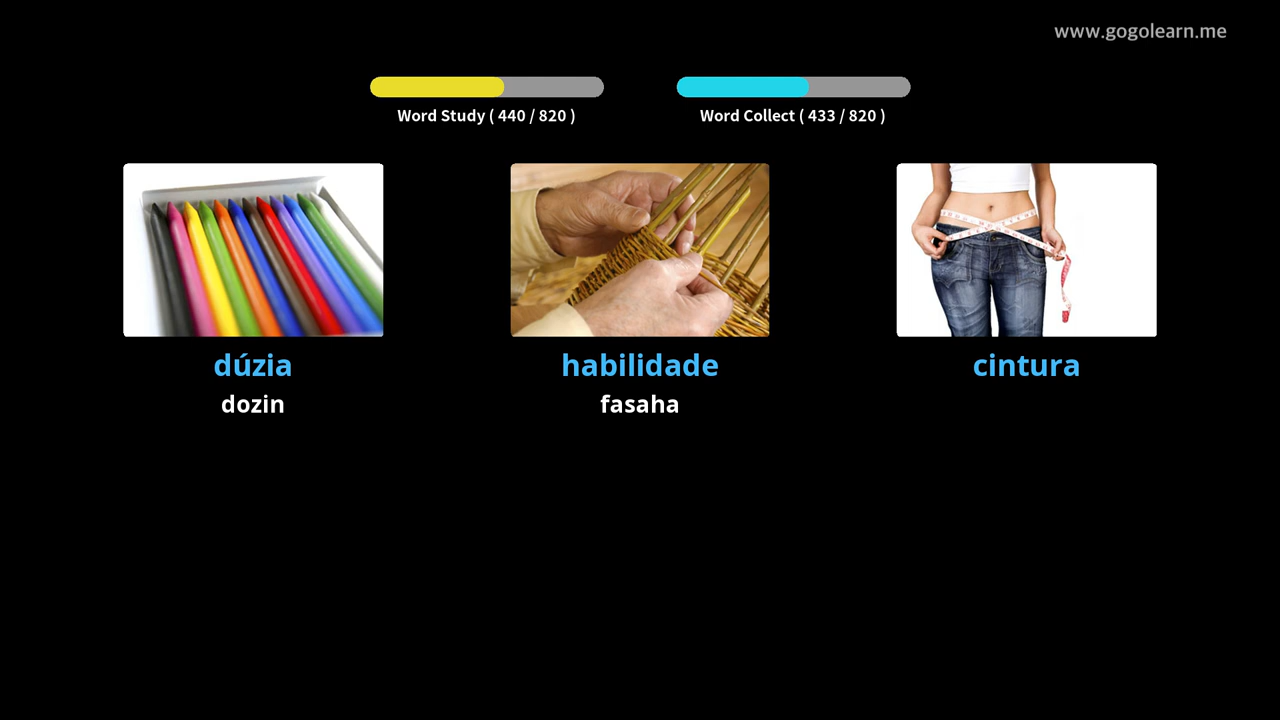 www.gogolearn.me
Word Study ( 440 / 820 )
Word Collect ( 433 / 820 )
dúzia
dozin
habilidade
fasaha
cintura